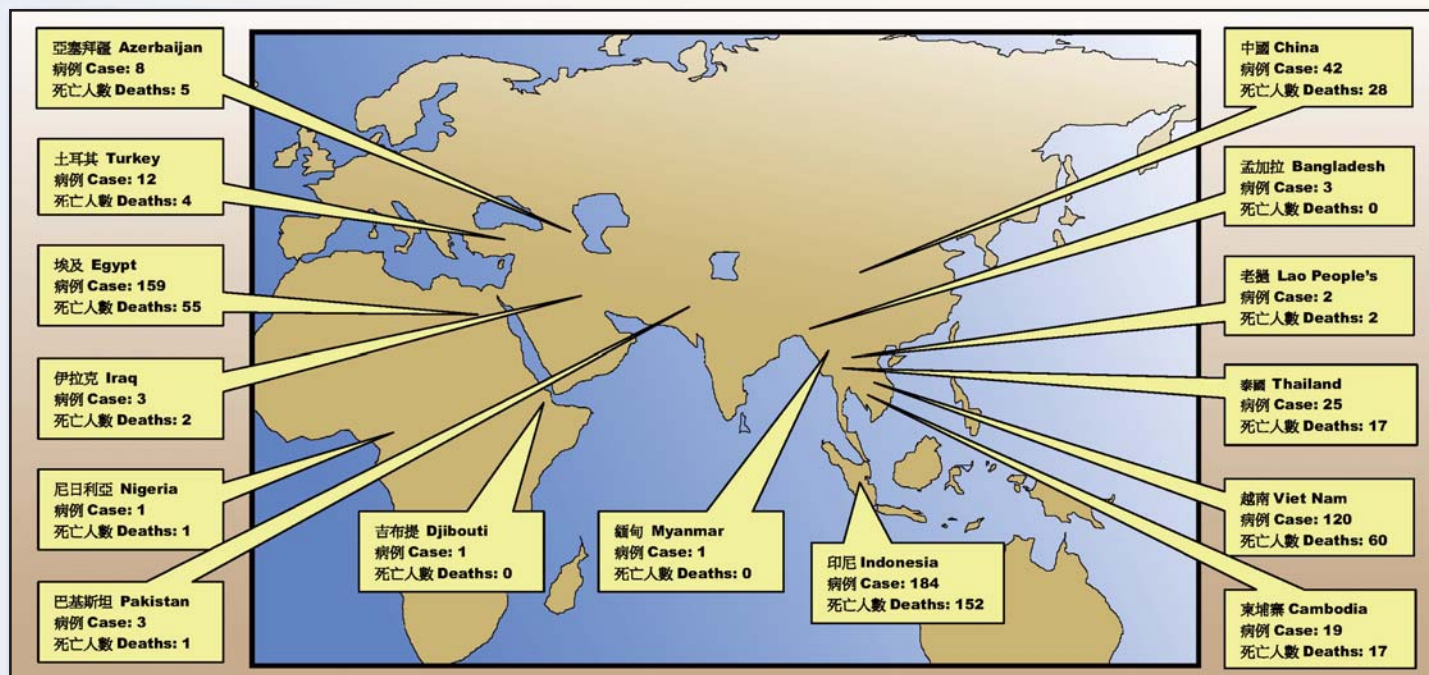 亞塞拜疆 Azerbaijan
病例 Case: 8
死亡人數 Deaths: 5
土耳其 Turkey
病例 Case: 12
死亡人數 Deaths: 4
埃及 Egypt
病例 Case: 159
死亡人數 Deaths: 55
伊拉克 Iraq
病例 Case: 3
死亡人數 Deaths: 2
尼日利亞 Nigeria
病例 Case: 1
死亡人數 Deaths: 1
巴基斯坦 Pakistan
病例 Case: 3
死亡人數 Deaths: 1
吉布提 Djibouti
病例 Case: 1
死亡人數 Deaths: 0
緬甸 Myanmar
病例 Case: 1
死亡人數 Deaths: 0
印尼 Indonesia
病例 Case: 184
死亡人數 Deaths: 152
中國 China
病例 Case: 42
死亡人數 Deaths: 28
孟加拉 Bangladesh
病例 Case: 3
死亡人數 Deaths: 0
老撾 Lao People’s
病例 Case: 2
死亡人數 Deaths: 2
泰國 Thailand
病例 Case: 25
死亡人數 Deaths: 17
越南 Viet Nam
病例 Case: 120
死亡人數 Deaths: 60
柬埔寨 Cambodia
病例 Case: 19
死亡人數 Deaths: 17